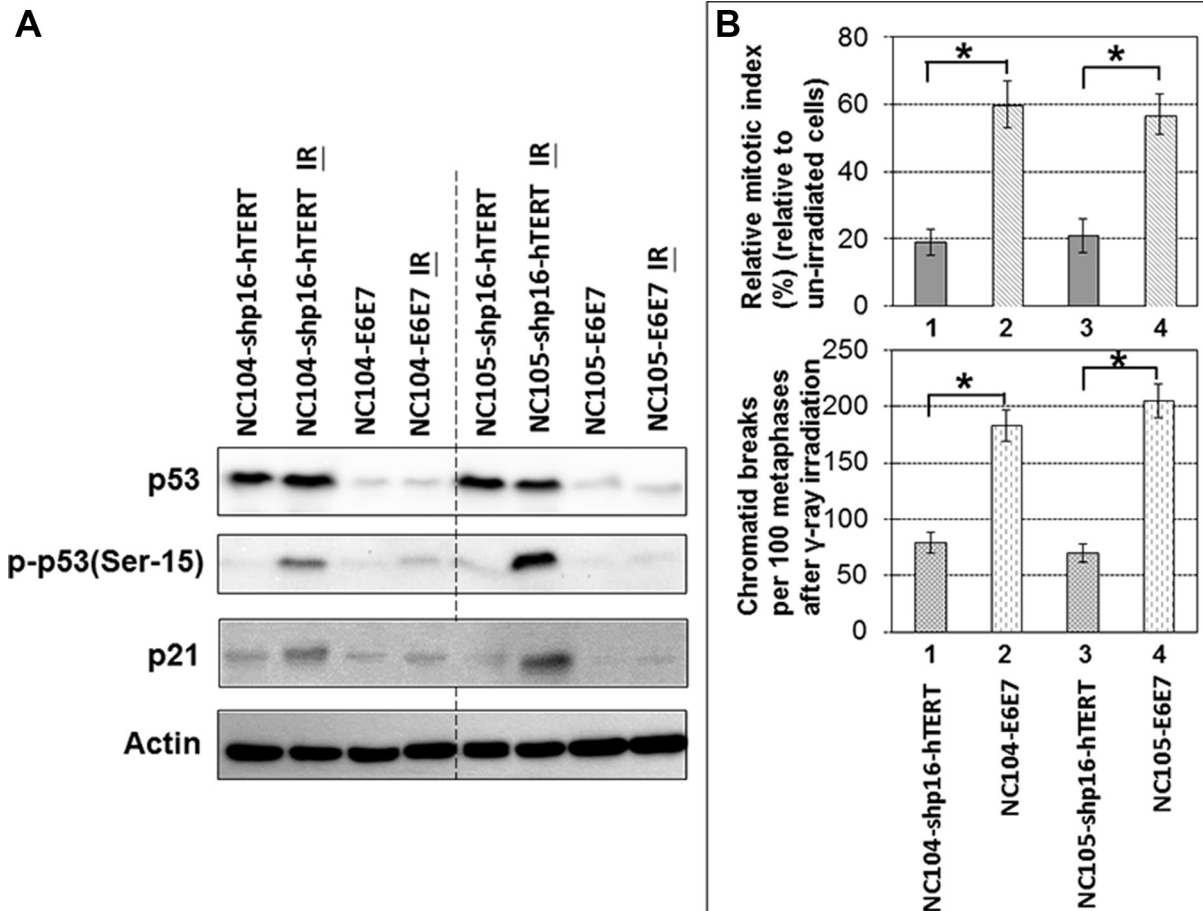 A
NC104-shp16-hTERT
NC104-shp16-hTERT IR
NC104-E6E7
NC104-E6E7 IR
NC105-shp16-hTERT
NC105-shp16-hTERT IR
NC105-E6E7
NC105-E6E7 IR
p53
p-p53(Ser-15)
p21
Actin
B
Relative mitotic index
(%) (relative to
un-irradiated cells)
80
60
40
20
0
*
*
1 2 3 4
Chromatid breaks
per 100 metaphases
after γ-ray irradiation
250
200
150
100
50
0
*
*
1 2 3 4
NC104-shp16-hTERT
NC104-E6E7
NC105-shp16-hTERT
NC105-E6E7